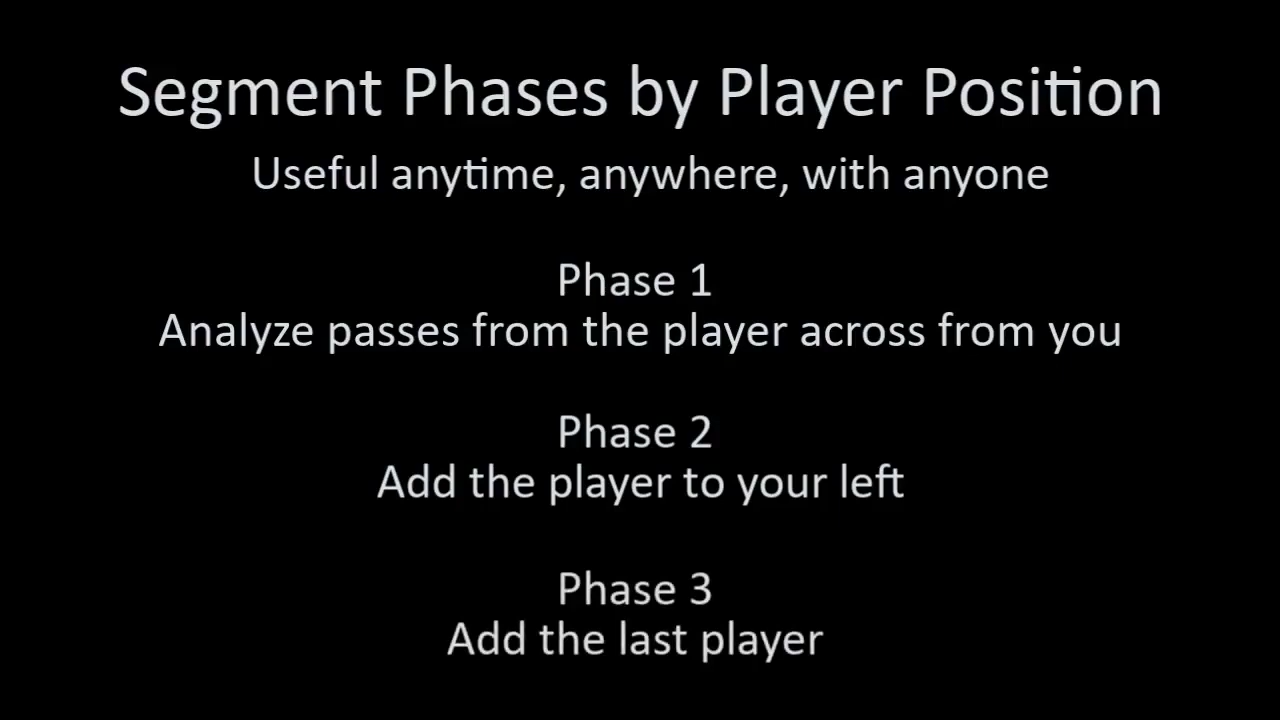 Segment Phases by Player Position
Useful anytime, anywhere, with anyone
Phase 1
Analyze passes from the player across from you
Phase 2
Add the player to your left
Phase 3
Add the last player